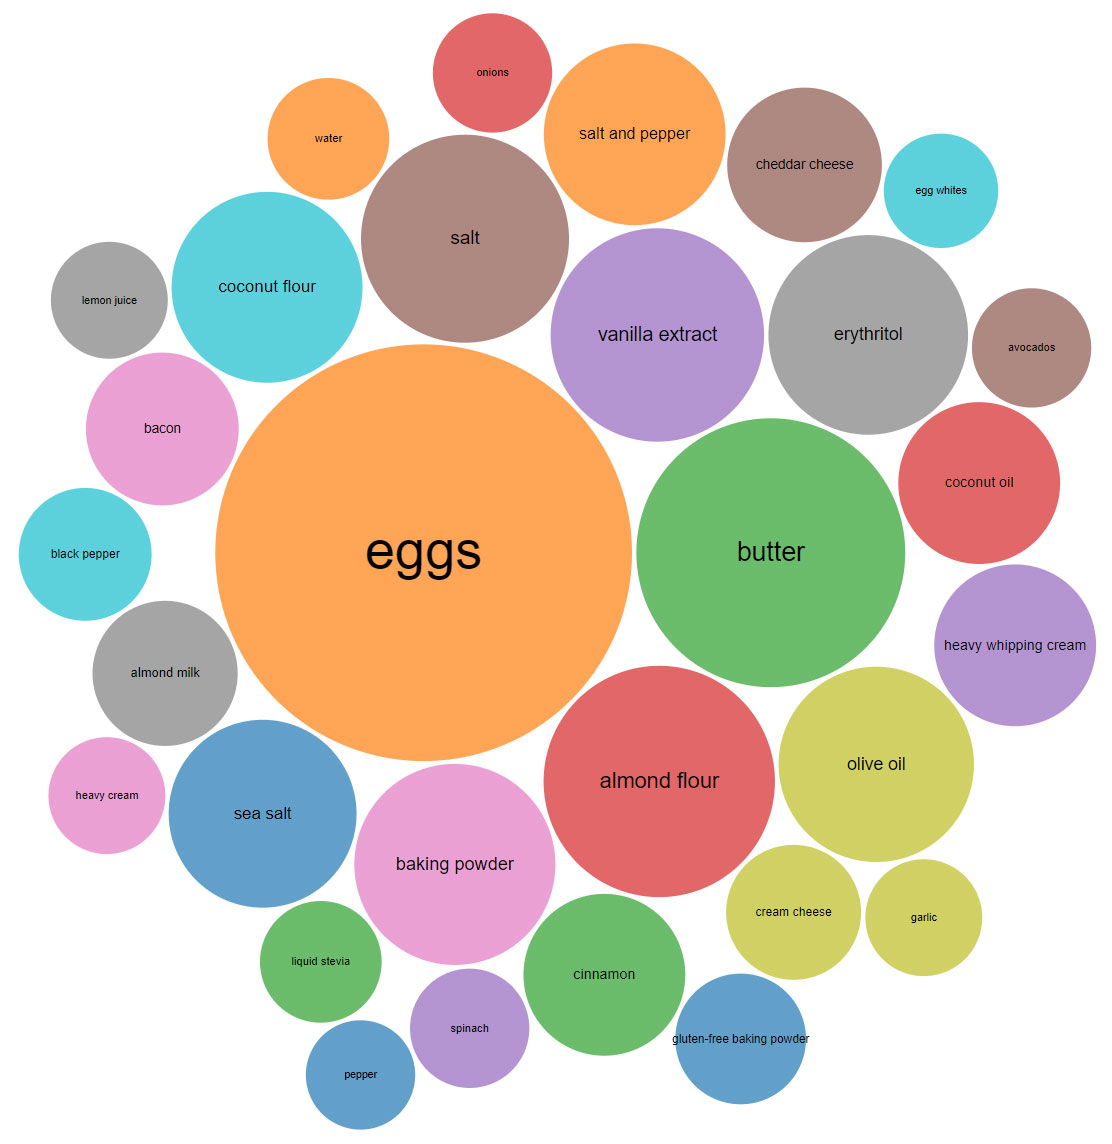 onions
salt and pepper
water
cheddar cheese
egg whites
salt
coconut flour
lemon juice
vanilla extract
erythritol
avocados
bacon
coconut oil
black pepper
eggs
butter
heavy whipping cream
almond milk
olive oil
almond flour
heavy cream
sea salt
baking powder
cream cheese
garlic
liquid stevia
cinnamon
spinach
gluten-free baking powder
pepper